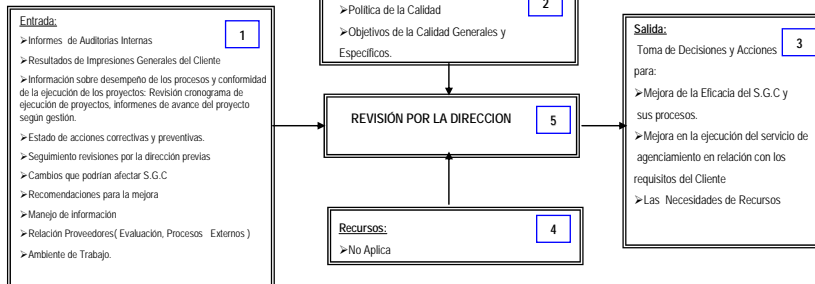 Entrada:
1
➢Informes de Auditorias Internas
➢Resultados de Impresiones Generales del Cliente
➢Información sobre desempeño de los procesos y conformidad
de la ejecución de los proyectos: Revisión cronograma de
ejecución de proyectos, informenes de avance del proyecto
según gestión.
➢Estado de acciones correctivas y preventivas.
➢Seguimiento revisiones por la dirección previas
➢Cambios que podrían afectar S.G.C
➢Recomendaciones para la mejora
➢Manejo de información
➢Relación Proveedores( Evaluación, Procesos Externos )
➢Ambiente de Trabajo.
2
➢Política de la Calidad
➢Objetivos de la Calidad Generales y
Específicos.
REVISIÓN POR LA DIRECCION
5
Recursos:
4
➢No Aplica
Salida:
3
Toma de Decisiones y Acciones
para:
➢Mejora de la Eficacia del S.G.C y
sus procesos.
➢Mejora en la ejecución del servicio de
agenciamiento en relación con los
requisitos del Cliente
➢Las Necesidades de Recursos